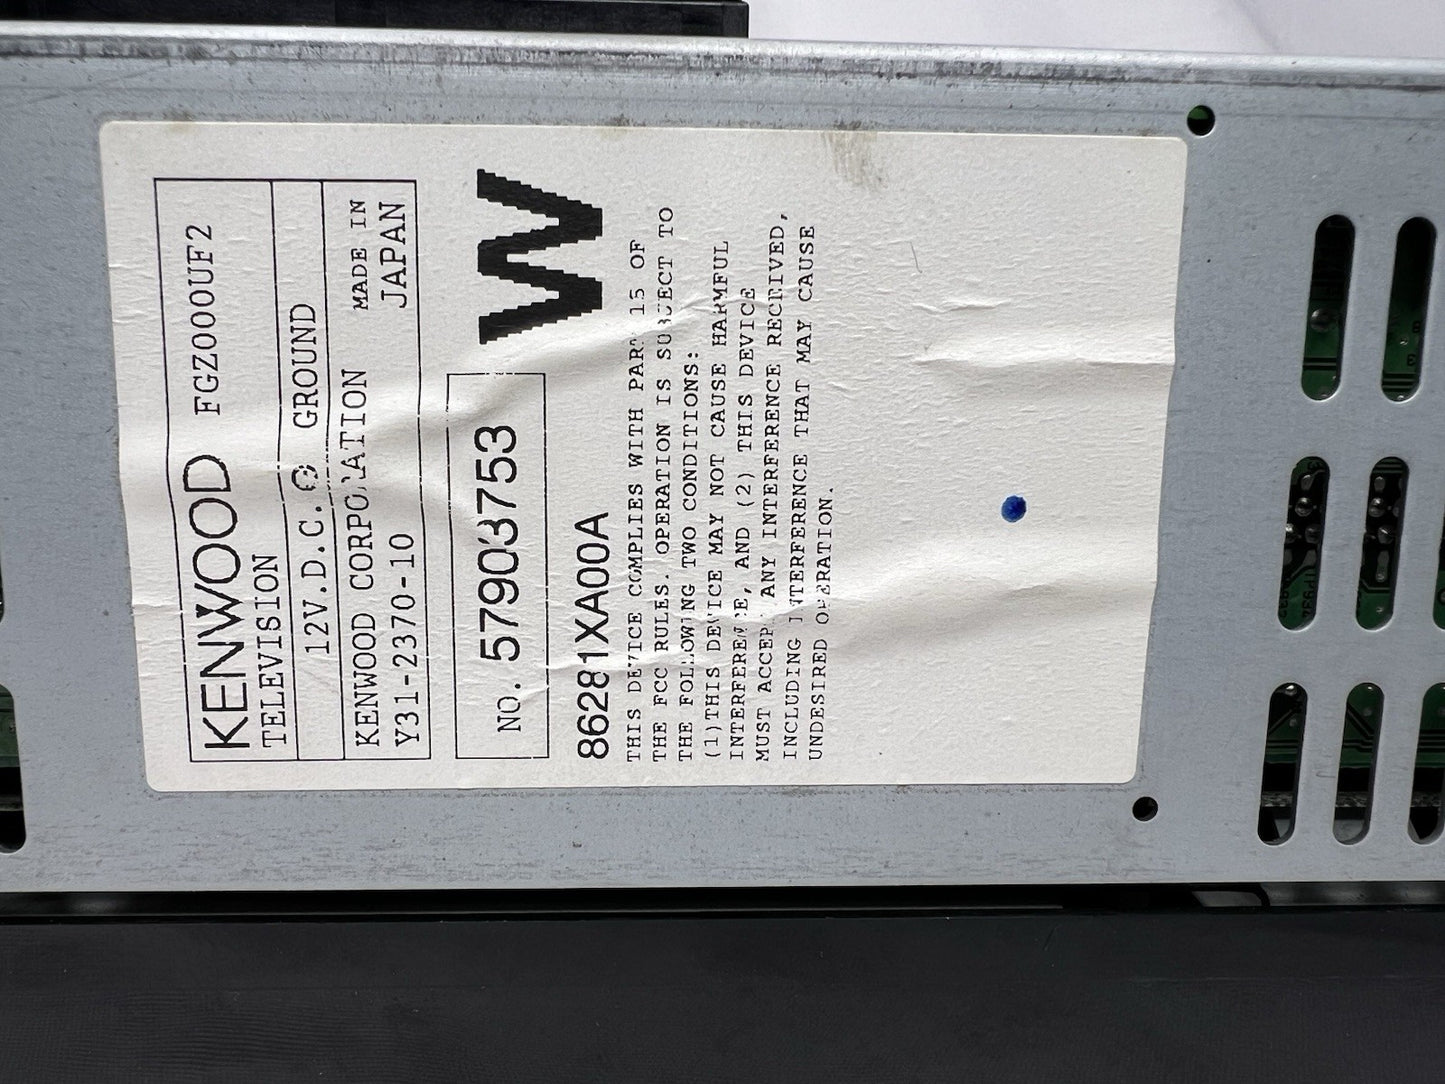 KENWOOD FGZ000UF2
TELEVISION
12V.D.C. ⊖ GROUND
KENWOOD CORPORATION MADE IN
Y31-2370-10 JAPAN
NO. 57903753
W
86281XA00A
THIS DEVICE COMPLIES WITH PART 15 OF
THE FCC RULES. OPERATION IS SUBJECT TO
THE FOLLOWING TWO CONDITIONS:
(1)THIS DEVICE MAY NOT CAUSE HARMFUL
INTERFERENCE, AND (2) THIS DEVICE
MUST ACCEPT ANY INTERFERENCE RECEIVED,
INCLUDING INTERFERENCE THAT MAY CAUSE
UNDESIRED OPERATION.